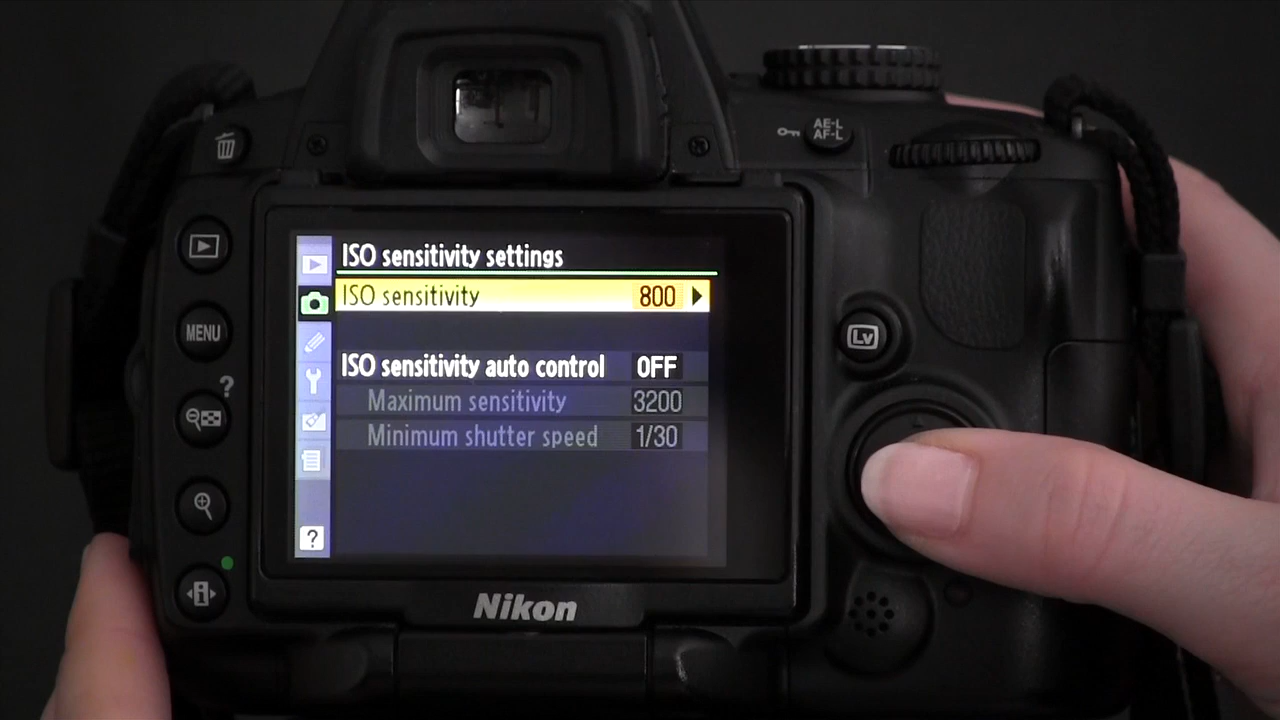 AE-L
AF-L
ISO sensitivity settings
ISO sensitivity 800
MENU
ISO sensitivity auto control OFF
Maximum sensitivity 3200
Minimum shutter speed 1/30
?
Lv
?
i
Nikon